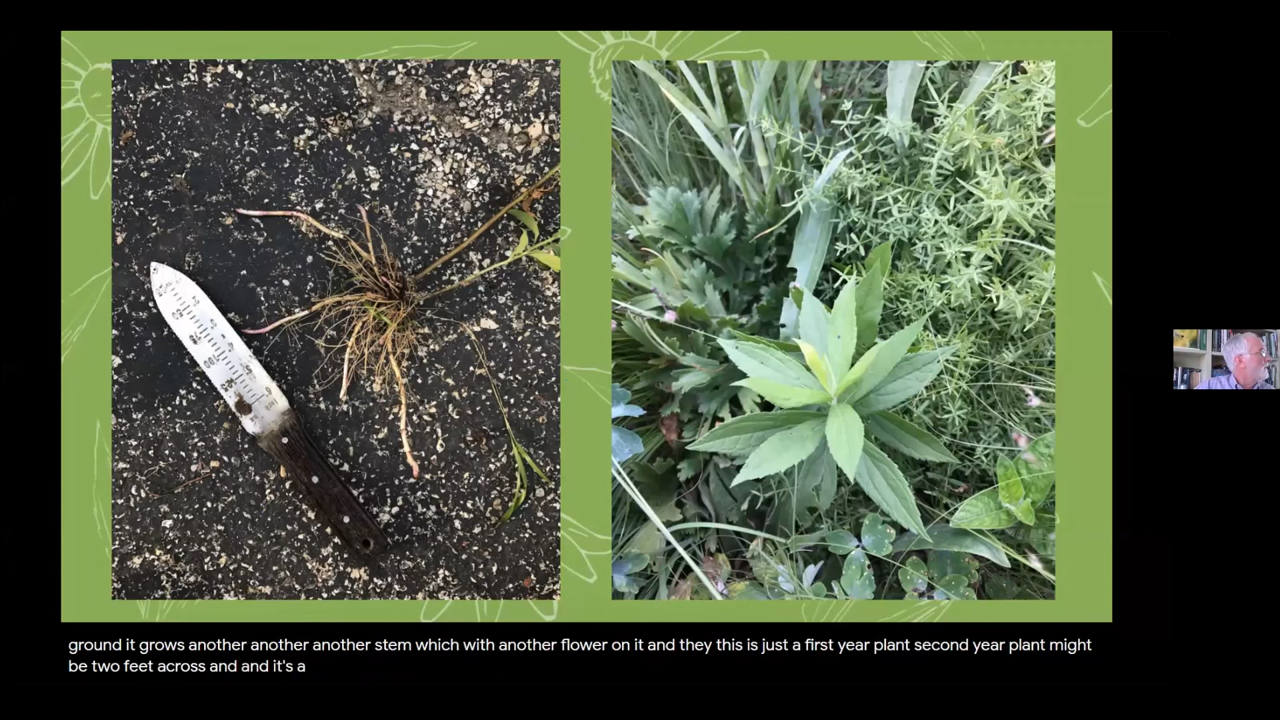 ground it grows another another another stem which with another flower on it and they this is just a first year plant second year plant might
be two feet across and and it's a